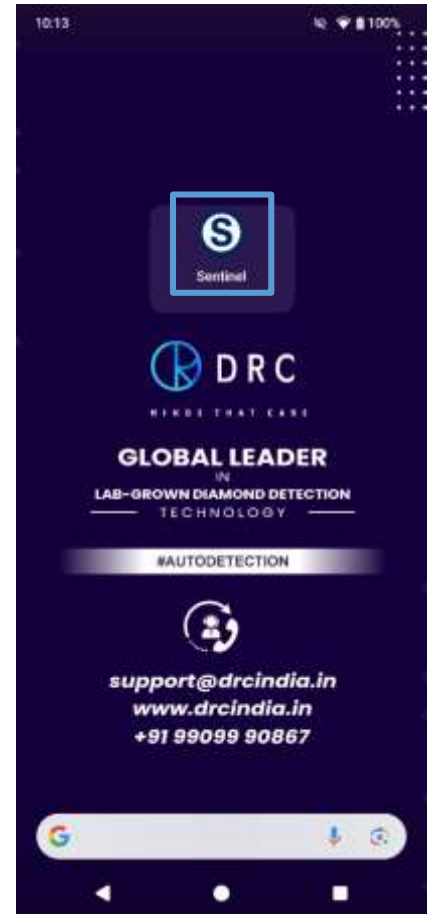 10:13
100%
S
Sentinel
DRC
MINDS THAT CARE
GLOBAL LEADER
IN
LAB-GROWN DIAMOND DETECTION
TECHNOLOGY
#AUTODETECTION
support@drcindia.in
www.drcindia.in
+91 99099 90867
G